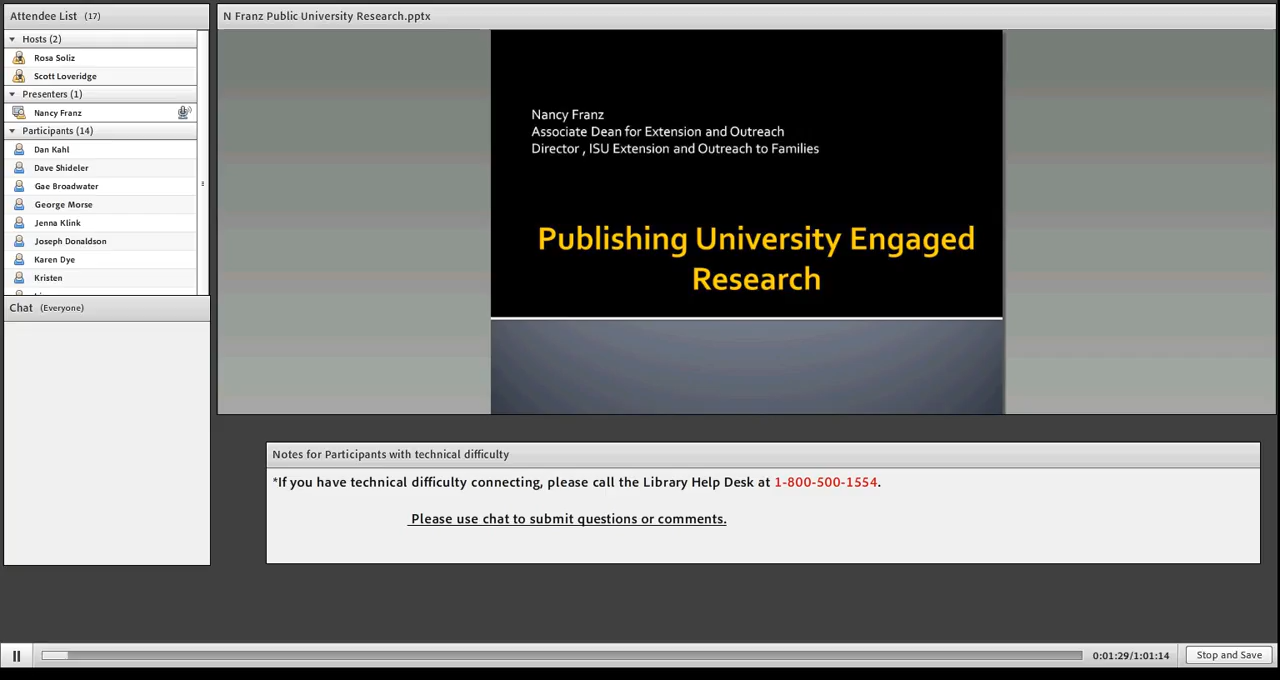 Attendee List (17)
Hosts (2)
Rosa Soliz
Scott Loveridge
Presenters (1)
Nancy Franz
Participants (14)
Dan Kahl
Dave Shideler
Gae Broadwater
George Morse
Jenna Klink
Joseph Donaldson
Karen Dye
Kristen
Chat (Everyone)
N Franz Public University Research.pptx
Nancy Franz
Associate Dean for Extension and Outreach
Director , ISU Extension and Outreach to Families
Publishing University Engaged
Research
Notes for Participants with technical difficulty
*If you have technical difficulty connecting, please call the Library Help Desk at 1-800-500-1554.
Please use chat to submit questions or comments.
0:01:29/1:01:14
Stop and Save